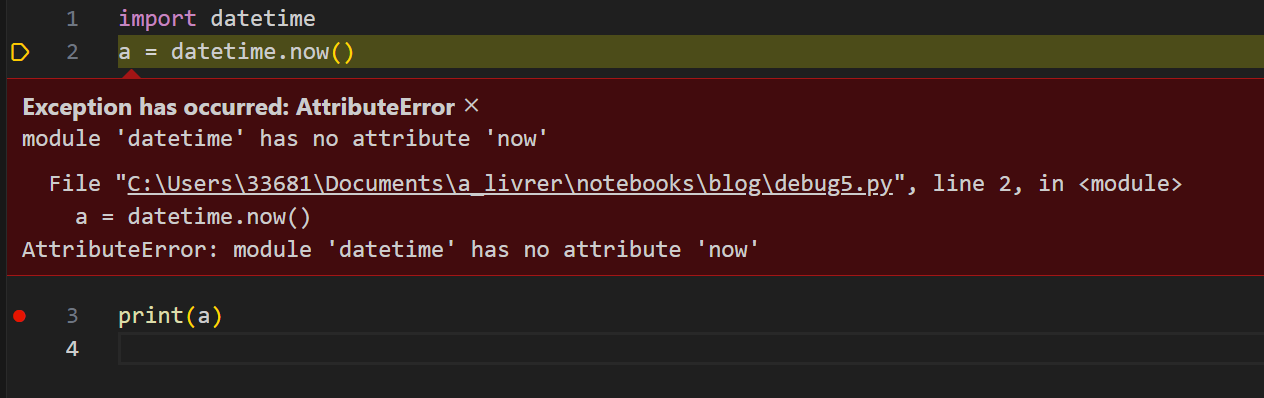 1 import datetime
2 a = datetime.now()
Exception has occurred: AttributeError ×
module 'datetime' has no attribute 'now'
File "C:\Users\33681\Documents\a_livrer\notebooks\blog\debug5.py", line 2, in <module>
a = datetime.now()
AttributeError: module 'datetime' has no attribute 'now'
3 print(a)
4